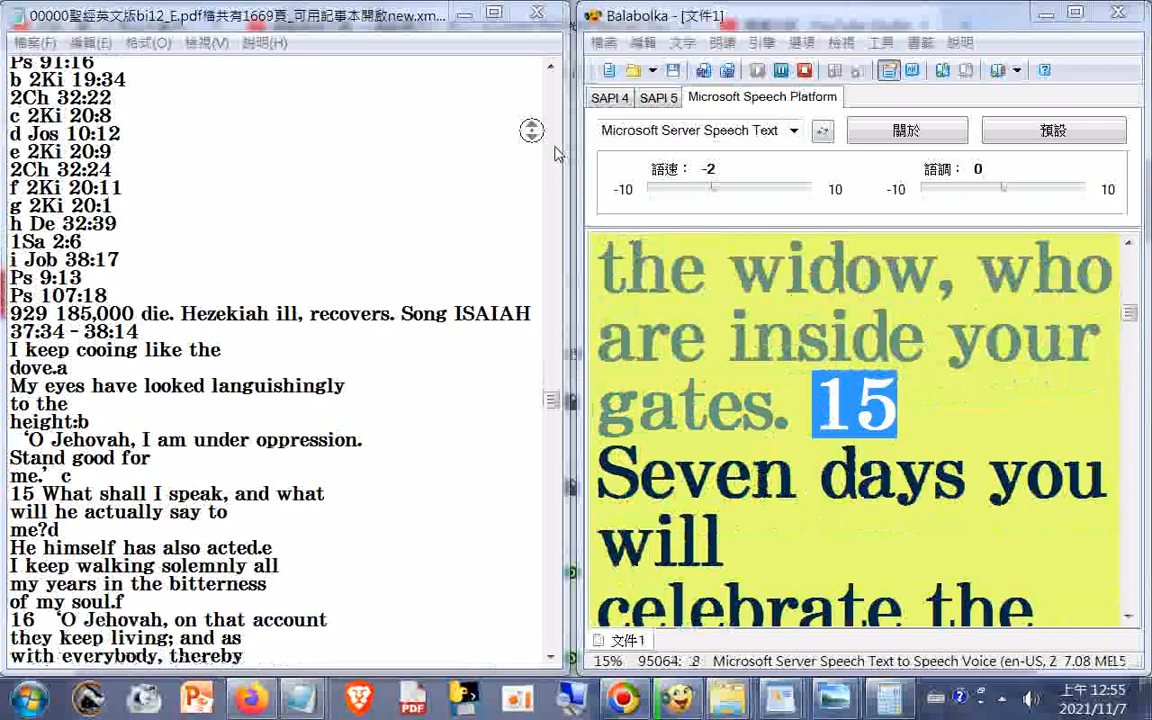 00000聖經英文版bi12_E.pdf檔共有1669頁_可用記事本開啟new.xm...
檔案(F) 編輯(E) 格式(O) 檢視(V) 說明(H)
Ps 91:16
b 2Ki 19:34
2Ch 32:22
c 2Ki 20:8
d Jos 10:12
e 2Ki 20:9
2Ch 32:24
f 2Ki 20:11
g 2Ki 20:1
h De 32:39
1Sa 2:6
i Job 38:17
Ps 9:13
Ps 107:18
929 185,000 die. Hezekiah ill, recovers. Song ISAIAH
37:34 – 38:14
I keep cooing like the
dove.a
My eyes have looked languishingly
to the
height:b
‘O Jehovah, I am under oppression.
Stand good for
me.’ c
15 What shall I speak, and what
will he actually say to
me?d
He himself has also acted.e
I keep walking solemnly all
my years in the bitterness
of my soul.f
16 ‘O Jehovah, on that account
they keep living; and as
with everybody, thereby
Balabolka - [文件1]
檔案 編輯 文字 朗讀 引擎 選項 檢視 工具 書籤 說明
SAPI 4 SAPI 5 Microsoft Speech Platform
Microsoft Server Speech Text 關於 預設
語速： -2 語調： 0
-10 10 -10 10
the widow, who
are inside your
gates. 15
Seven days you
will
celebrate the
文件1
15% Microsoft Server Speech Text to Speech Voice (en-US, Z 7.08 ME
PDF
上午 12:55
2021/11/7